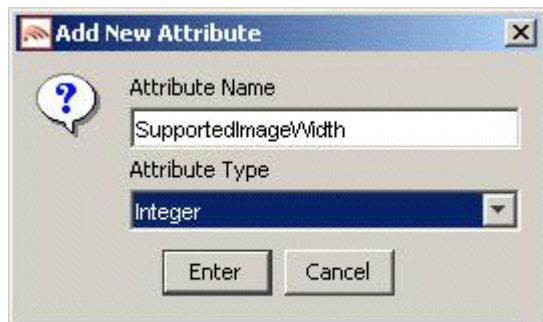 Add New Attribute
Attribute Name
SupportedImageWidth
Attribute Type
Integer
Enter Cancel